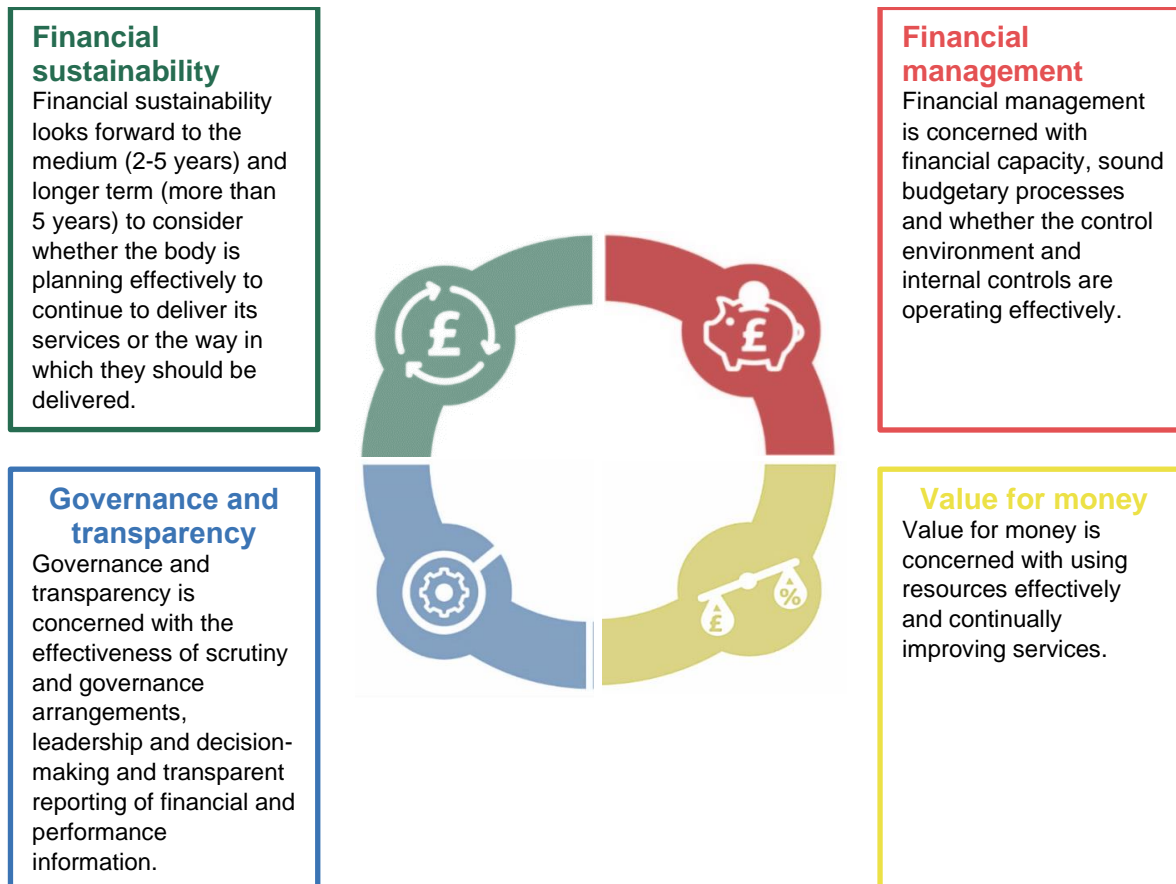 Financial
sustainability
Financial sustainability
looks forward to the
medium (2-5 years) and
longer term (more than
5 years) to consider
whether the body is
planning effectively to
continue to deliver its
services or the way in
which they should be
delivered.
Financial
management
Financial management
is concerned with
financial capacity, sound
budgetary processes
and whether the control
environment and
internal controls are
operating effectively.
£
£
£
%
Governance and
transparency
Governance and
transparency is
concerned with the
effectiveness of scrutiny
and governance
arrangements,
leadership and decision-
making and transparent
reporting of financial and
performance
information.
Value for money
Value for money is
concerned with using
resources effectively
and continually
improving services.